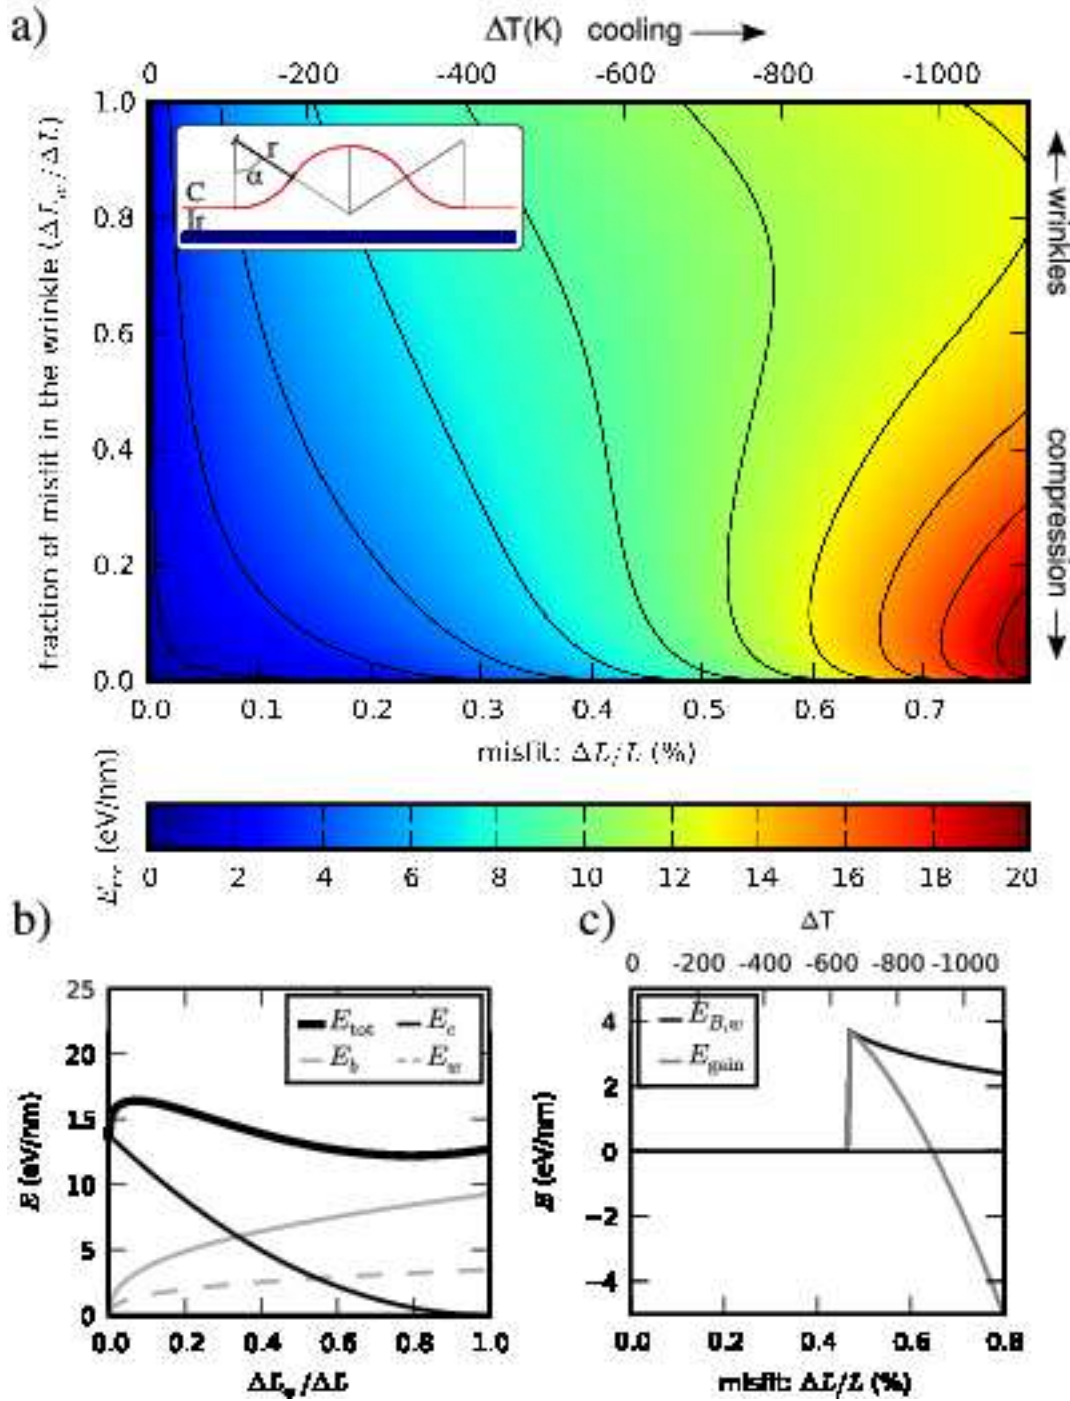 a)
ΔT(K) cooling
0 -200 -400 -600 -800 -1000
1.0
0.8
0.6
0.4
0.2
0.0
fraction of misfit in the wrinkle (ΔL_w/ΔL)
r
α
C
Ir
wrinkles
compression
0.0 0.1 0.2 0.3 0.4 0.5 0.6 0.7
misfit: ΔL/L (%)
(eV/nm)
0 2 4 6 8 10 12 14 16 18 20
b)
25
20
15
10
5
0
E (eV/nm)
E_tot E_c
E_b E_w
0.0 0.2 0.4 0.6 0.8 1.0
ΔL_w/ΔL
c)
ΔT
0 -200 -400 -600 -800 -1000
4
2
0
−2
−4
E (eV/nm)
E_B,w
E_gain
0.0 0.2 0.4 0.6 0.8
misfit: ΔL/L (%)